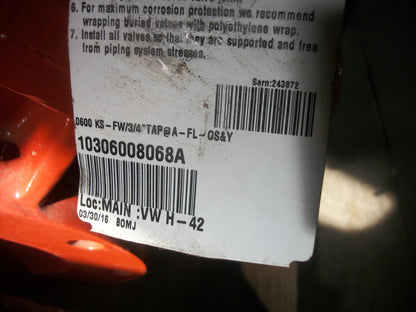 6. For maximum corrosion protection we recommend
wrapping buried valves with polyethylene wrap.
7. Install all valves so that they are supported and free
from piping system stresses.
Sern:243872
0600 KS-FW/3/4"TAP@A-FL-OS&Y
10306008068A
Loc:MAIN :VW H-42
03/30/16 BOMJ